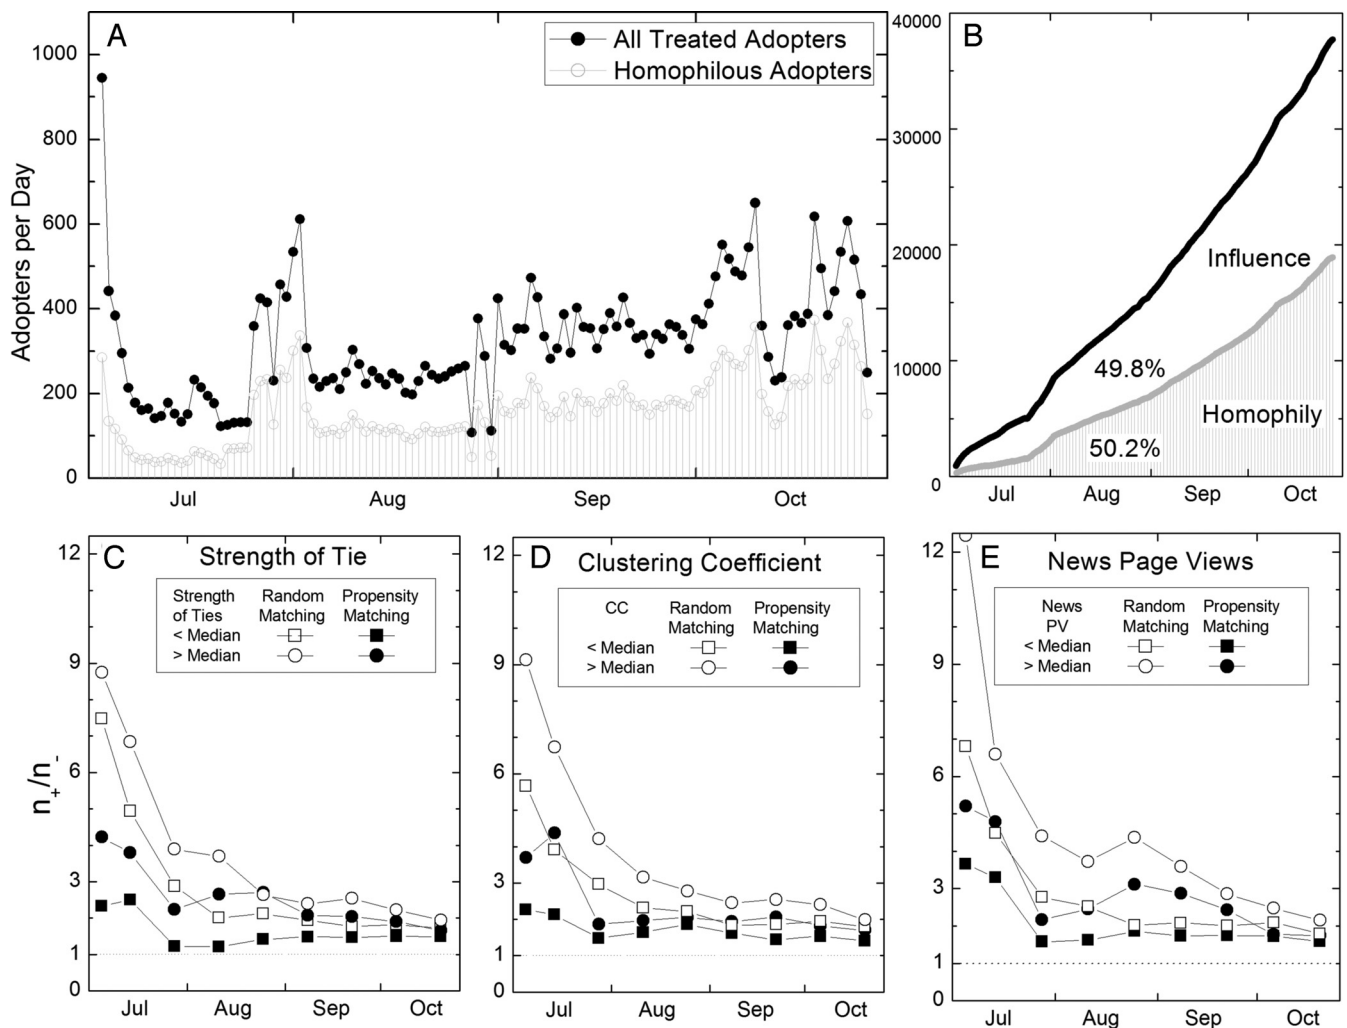 A
All Treated Adopters
Homophilous Adopters
Adopters per Day
1000
800
600
400
200
0
Jul Aug Sep Oct
B
40000
30000
20000
10000
0
Influence
49.8%
Homophily
50.2%
Jul Aug Sep Oct
C
Strength of Tie
Strength Random Propensity
of Ties Matching Matching
< Median
> Median
n+/n-
12
9
6
3
1
0
Jul Aug Sep Oct
D
Clustering Coefficient
CC Random Propensity
Matching Matching
< Median
> Median
12
9
6
3
1
0
Jul Aug Sep Oct
E
News Page Views
News Random Propensity
PV Matching Matching
< Median
> Median
12
9
6
3
1
0
Jul Aug Sep Oct